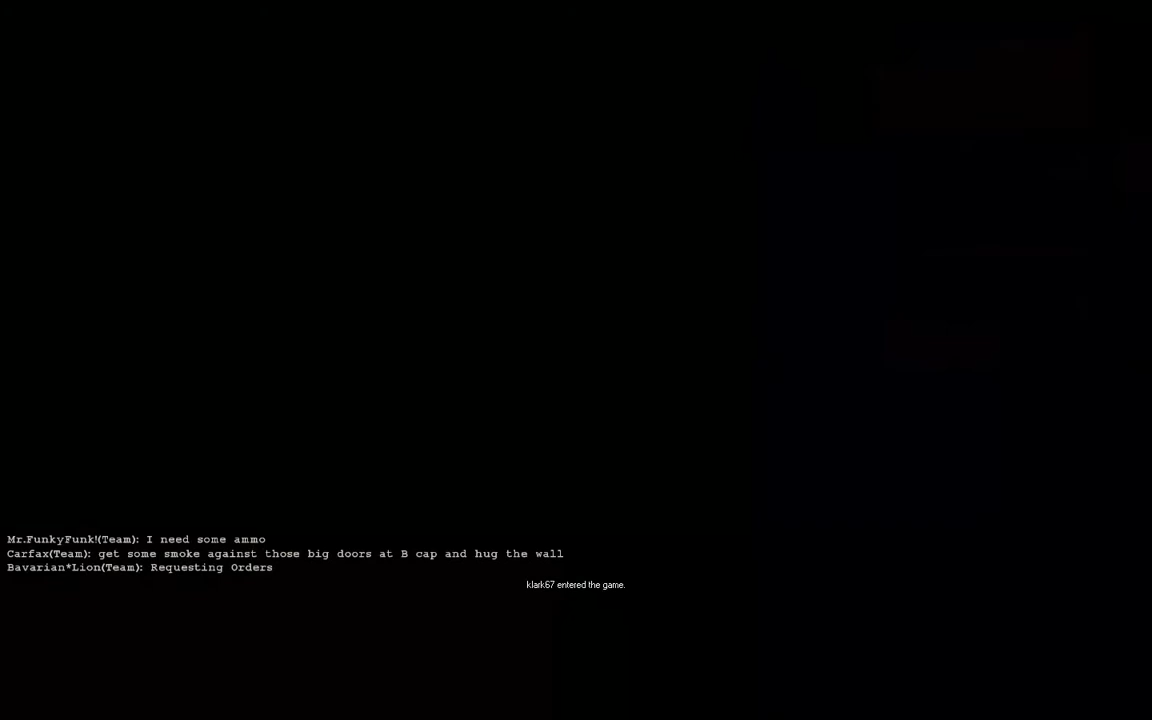 Mr.FunkyFunk!(Team): I need some ammo
Carfax(Team): get some smoke against those big doors at B cap and hug the wall
Bavarian*Lion(Team): Requesting Orders
klark67 entered the game.